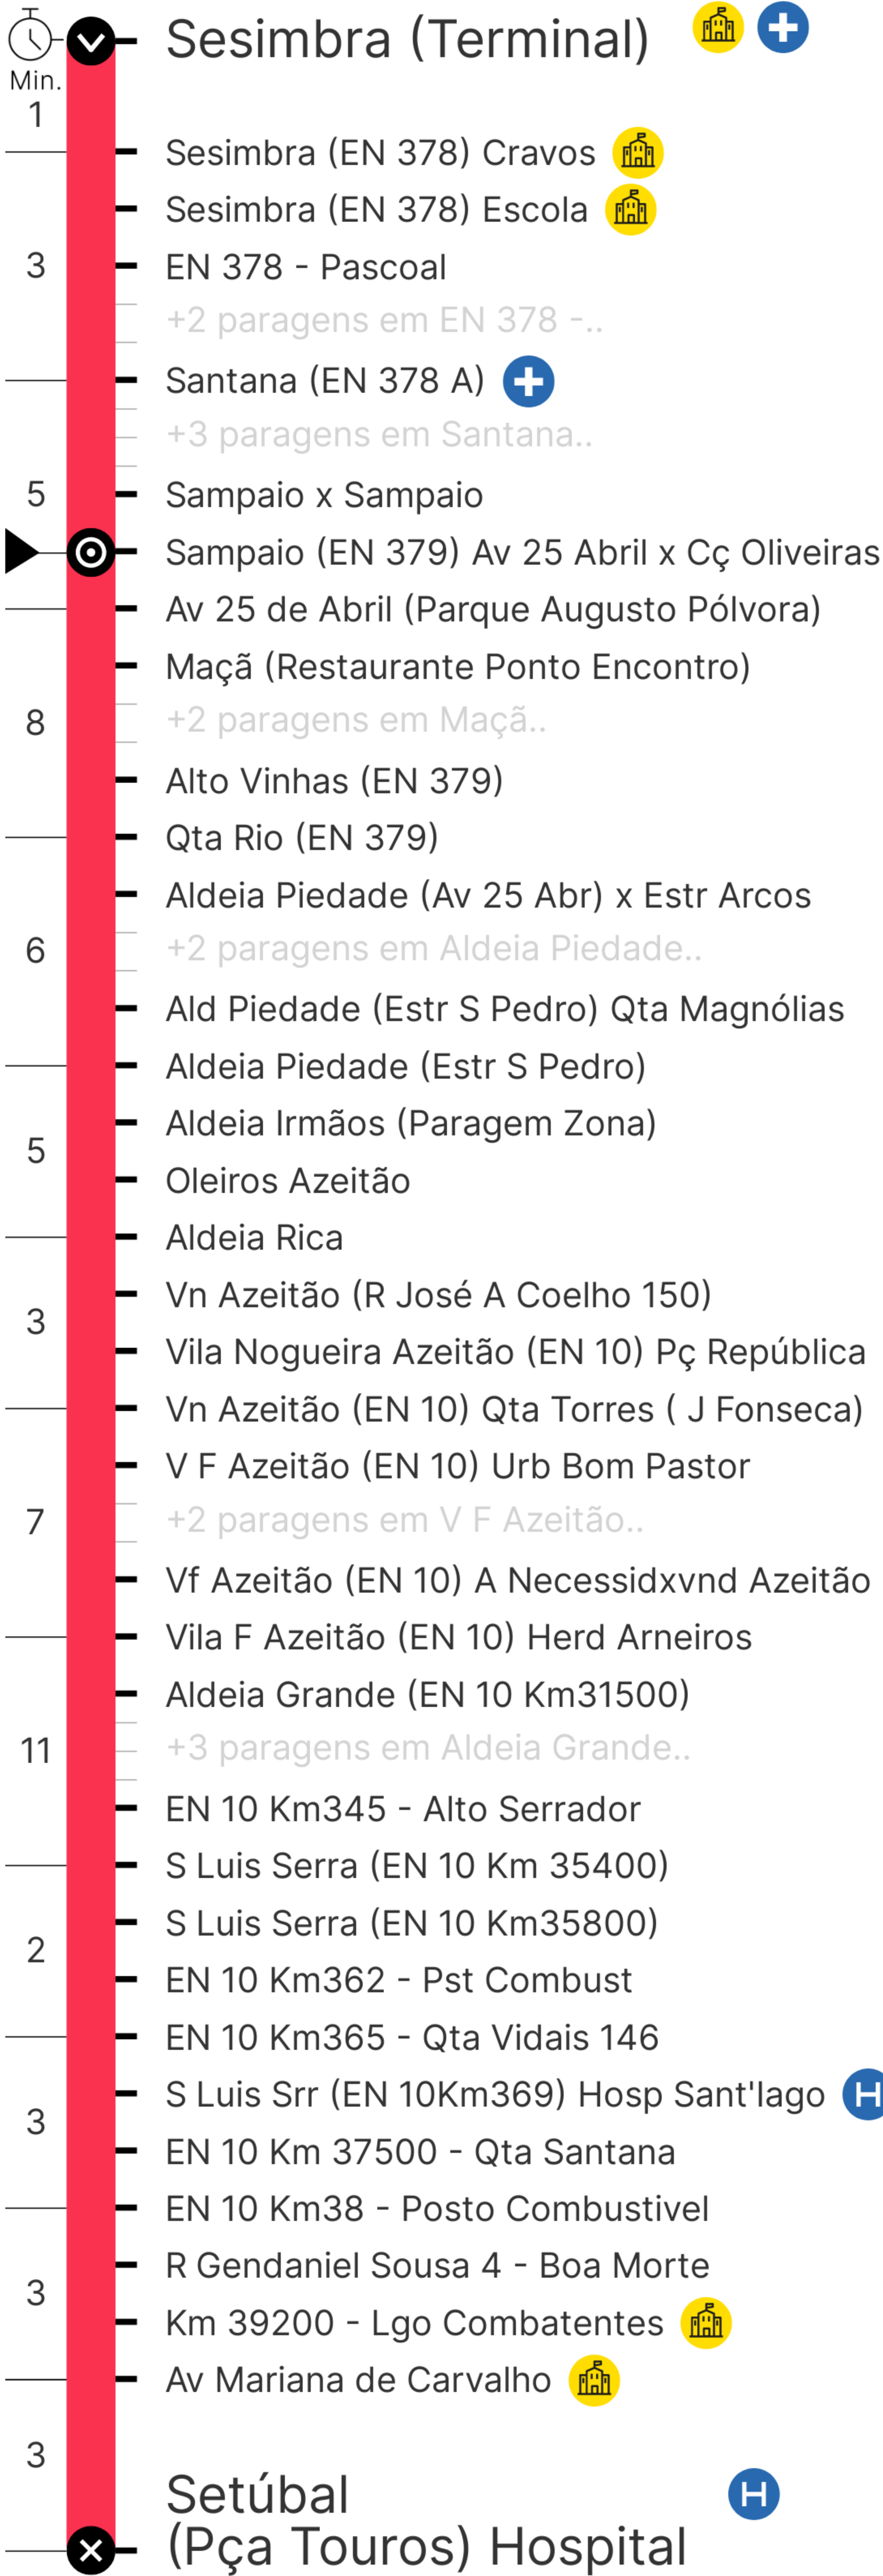 Sesimbra (Terminal)
Min.
1
Sesimbra (EN 378) Cravos
Sesimbra (EN 378) Escola
3
EN 378 - Pascoal
+2 paragens em EN 378 -..
Santana (EN 378 A)
+3 paragens em Santana..
5
Sampaio x Sampaio
Sampaio (EN 379) Av 25 Abril x Cç Oliveiras
Av 25 de Abril (Parque Augusto Pólvora)
Maçã (Restaurante Ponto Encontro)
8
+2 paragens em Maçã..
Alto Vinhas (EN 379)
Qta Rio (EN 379)
Aldeia Piedade (Av 25 Abr) x Estr Arcos
6
+2 paragens em Aldeia Piedade..
Ald Piedade (Estr S Pedro) Qta Magnólias
Aldeia Piedade (Estr S Pedro)
Aldeia Irmãos (Paragem Zona)
5
Oleiros Azeitão
Aldeia Rica
Vn Azeitão (R José A Coelho 150)
3
Vila Nogueira Azeitão (EN 10) Pç República
Vn Azeitão (EN 10) Qta Torres ( J Fonseca)
V F Azeitão (EN 10) Urb Bom Pastor
7
+2 paragens em V F Azeitão..
Vf Azeitão (EN 10) A Necessidxvnd Azeitão
Vila F Azeitão (EN 10) Herd Arneiros
Aldeia Grande (EN 10 Km31500)
11
+3 paragens em Aldeia Grande..
EN 10 Km345 - Alto Serrador
S Luis Serra (EN 10 Km 35400)
S Luis Serra (EN 10 Km35800)
2
EN 10 Km362 - Pst Combust
EN 10 Km365 - Qta Vidais 146
S Luis Srr (EN 10Km369) Hosp Sant'Iago H
3
EN 10 Km 37500 - Qta Santana
EN 10 Km38 - Posto Combustivel
R Gendaniel Sousa 4 - Boa Morte
3
Km 39200 - Lgo Combatentes
Av Mariana de Carvalho
3
Setúbal H
(Pça Touros) Hospital